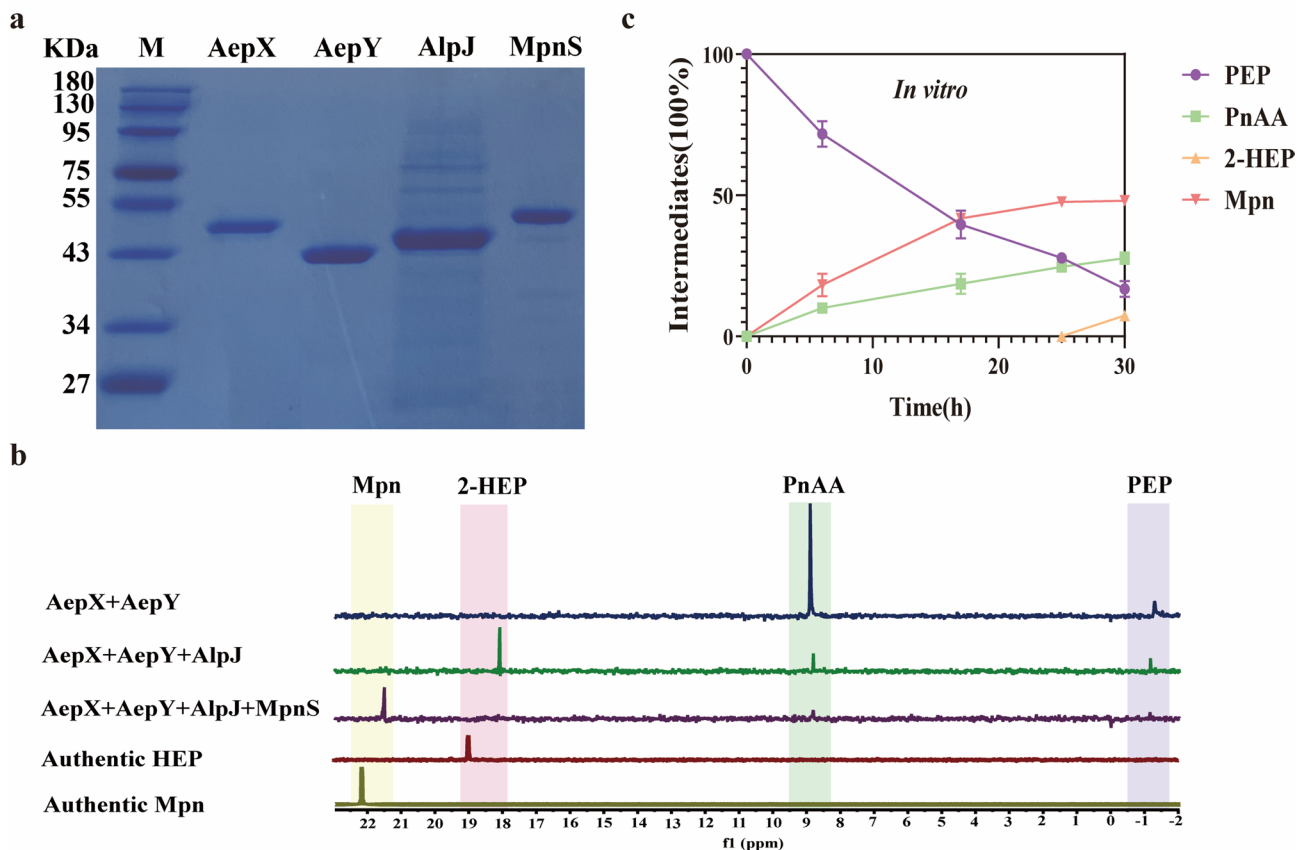 a
KDa M AepX AepY AlpJ MpnS
180
130
95
75
55
43
34
27
c
Intermediates(100%)
100
50
0
In vitro
0 10 20 30
Time(h)
PEP
PnAA
2-HEP
Mpn
b
Mpn 2-HEP PnAA PEP
AepX+AepY
AepX+AepY+AlpJ
AepX+AepY+AlpJ+MpnS
Authentic HEP
Authentic Mpn
22 21 20 19 18 17 16 15 14 13 12 11 10 9 8 7 6 5 4 3 2 1 0 -1 -2
f1 (ppm)